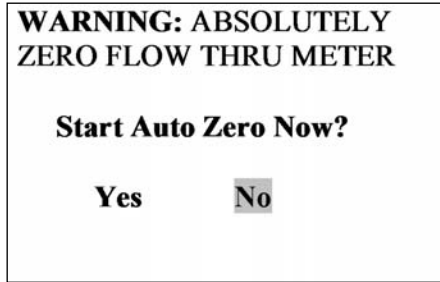 WARNING: ABSOLUTELY
ZERO FLOW THRU METER
Start Auto Zero Now?
Yes No